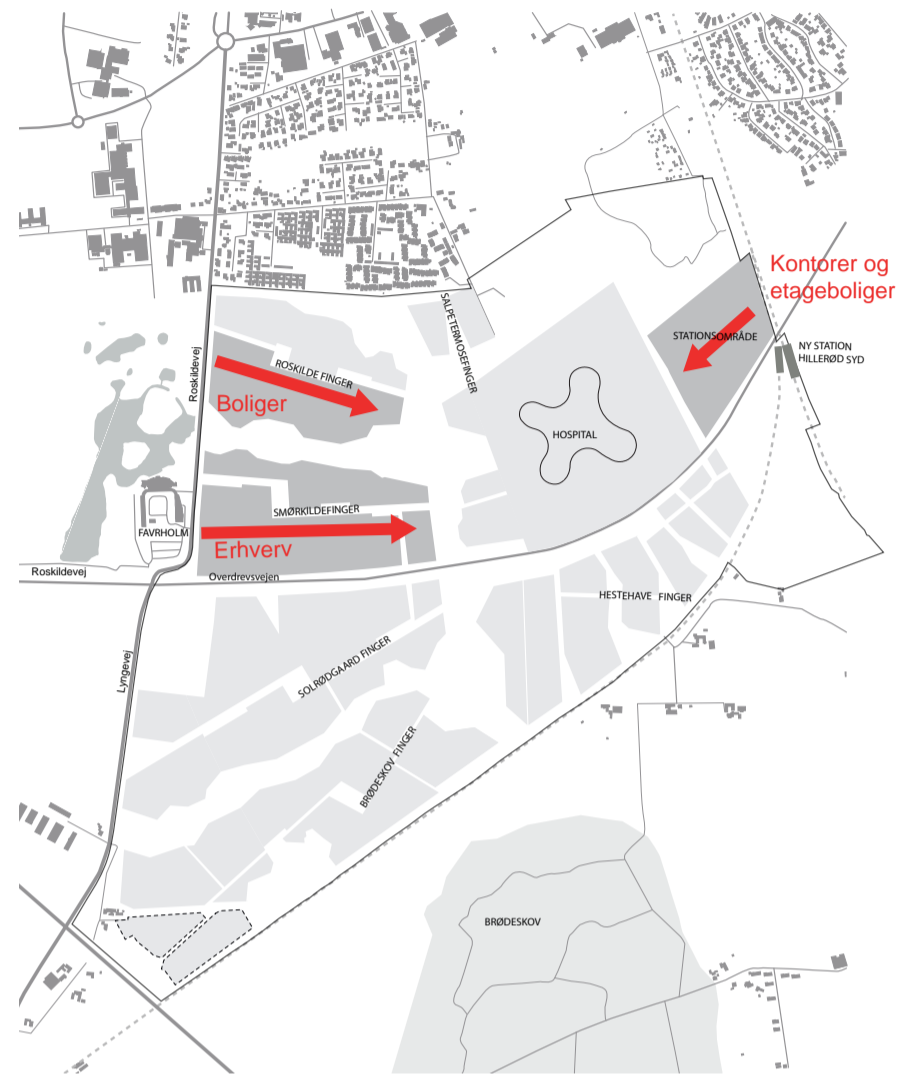 Kontorer og
etageboliger
SALPETERMOSEFINGER
STATIONSOMRÅDE
NY STATION
HILLERØD SYD
Roskildevej
ROSKILDE FINGER
Boliger
HOSPITAL
SMØRKILDEFINGER
FAVRHOLM
Erhverv
Roskildevej
Overdrevsvejen
HESTEHAVE FINGER
Lyngevej
SOLRØDGAARD FINGER
BRØDESKOV FINGER
BRØDESKOV